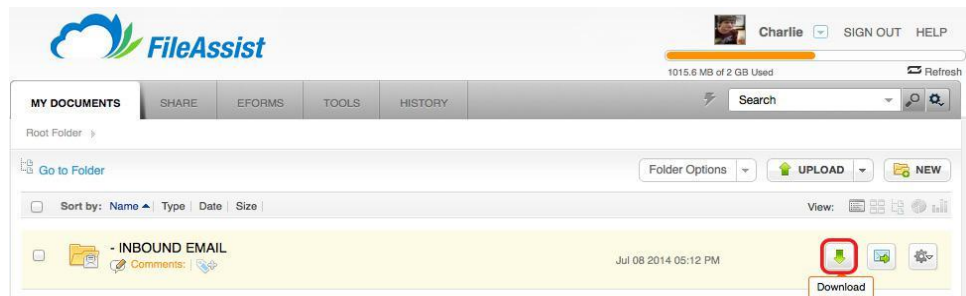 FileAssist
Charlie SIGN OUT HELP
1015.6 MB of 2 GB Used Refresh
MY DOCUMENTS SHARE EFORMS TOOLS HISTORY Search
Root Folder
Go to Folder Folder Options UPLOAD NEW
Sort by: Name Type Date Size View:
- INBOUND EMAIL
Comments: Jul 08 2014 05:12 PM
Download